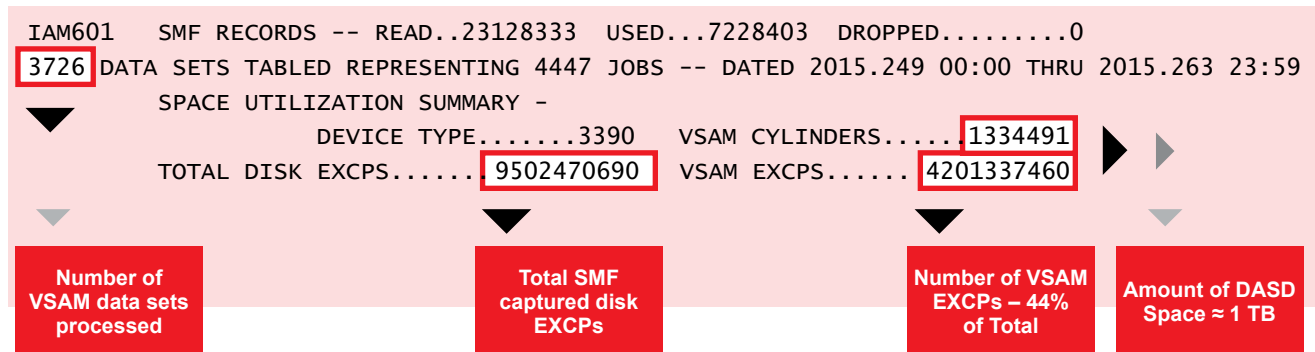 IAM601 SMF RECORDS -- READ..23128333 USED...7228403 DROPPED.........0
3726 DATA SETS TABLED REPRESENTING 4447 JOBS -- DATED 2015.249 00:00 THRU 2015.263 23:59
SPACE UTILIZATION SUMMARY -
DEVICE TYPE.......3390 VSAM CYLINDERS......1334491
TOTAL DISK EXCPS....... 9502470690 VSAM EXCPS...... 4201337460
Number of
VSAM data sets
processed
Total SMF
captured disk
EXCPs
Number of VSAM
EXCPs – 44%
of Total
Amount of DASD
Space ≈ 1 TB